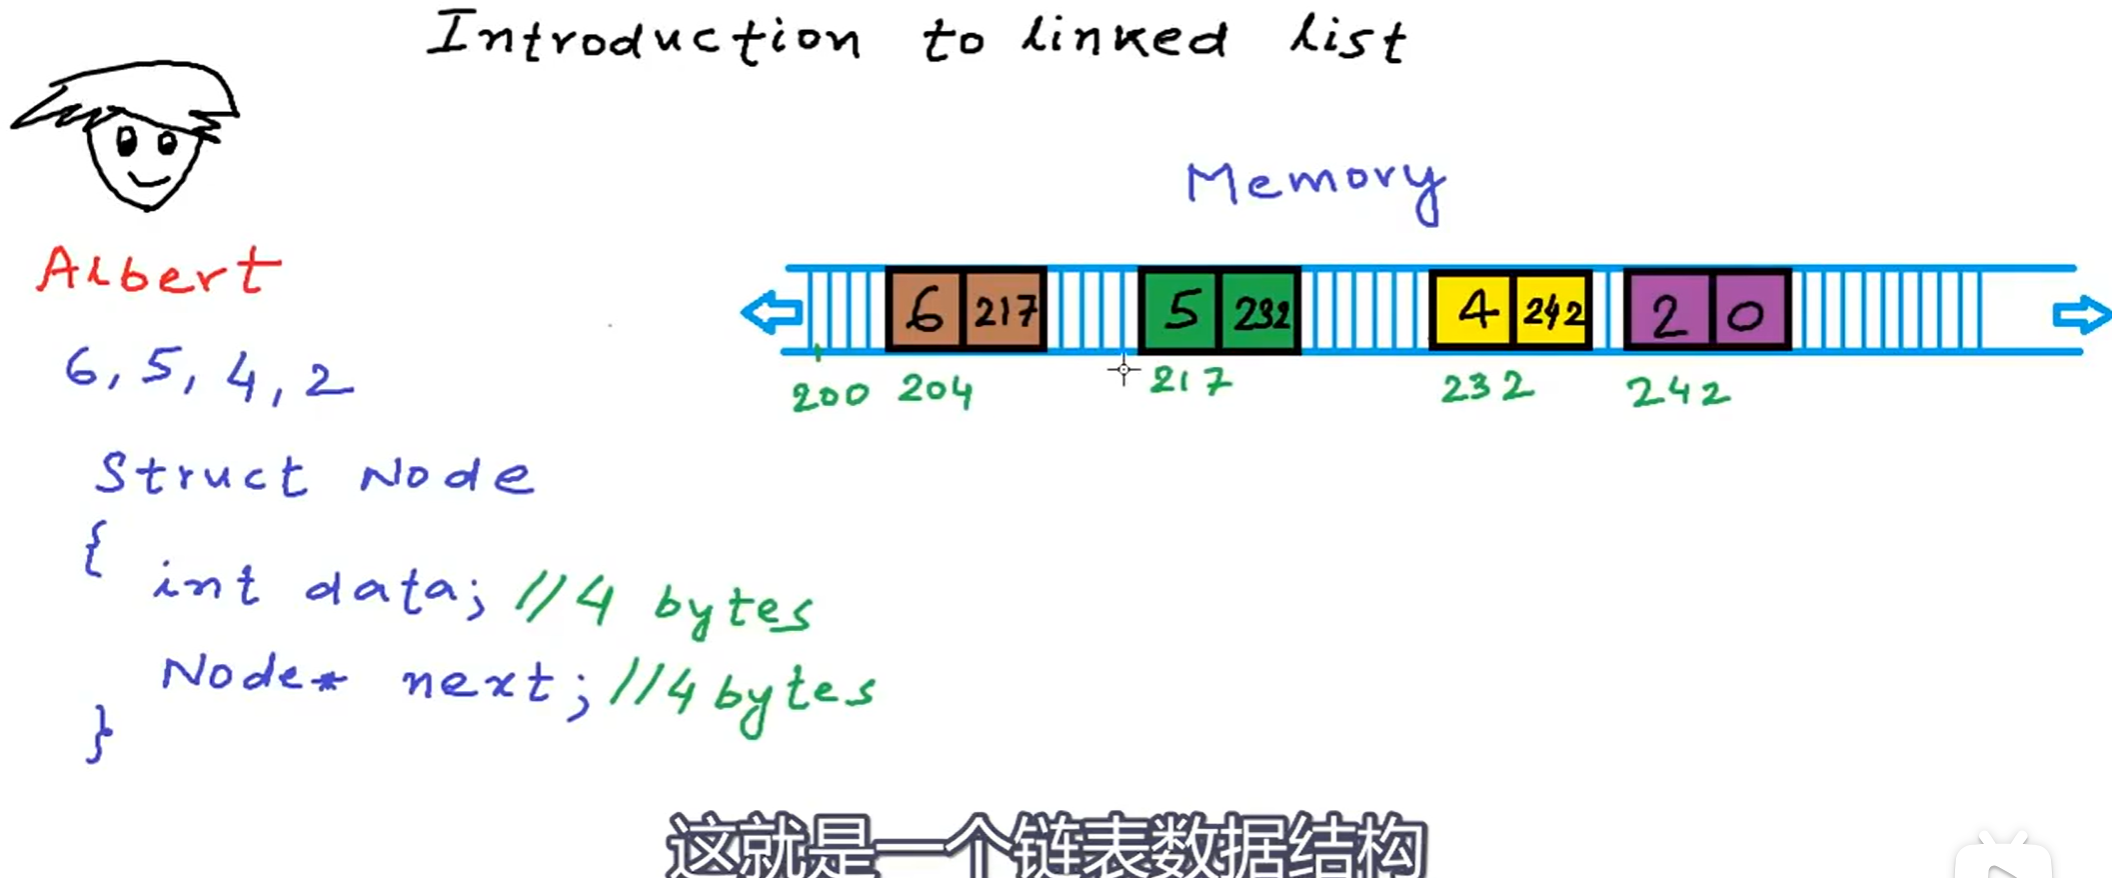 Introduction to linked list
Memory
Albert
6 217 5 232 4 242 2 0
200 204 217 232 242
6, 5, 4, 2
Struct Node
{
int data; // 4 bytes
Node* next; // 4 bytes
}
这就是一个链表数据结构